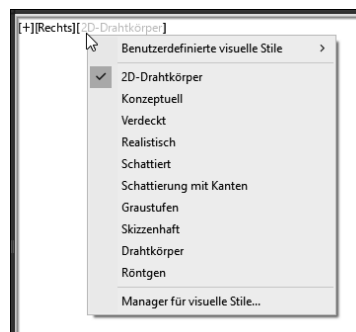 [+][Rechts][2D-Drahtkörper]
Benutzerdefinierte visuelle Stile
2D-Drahtkörper
Konzeptuell
Verdeckt
Realistisch
Schattiert
Schattierung mit Kanten
Graustufen
Skizzenhaft
Drahtkörper
Röntgen
Manager für visuelle Stile...